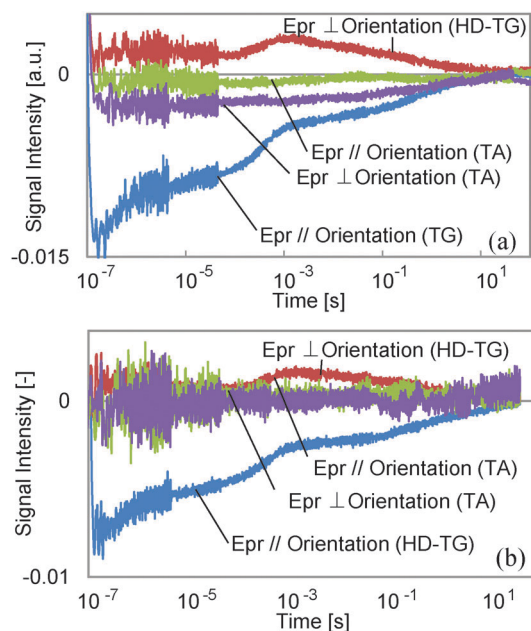 Signal Intensity [a.u.]
0
-0.015
Epr ⊥ Orientation (HD-TG)
Epr // Orientation (TA)
Epr ⊥ Orientation (TA)
Epr // Orientation (TG)
(a)
10⁻⁷ 10⁻⁵ 10⁻³ 10⁻¹ 10¹
Time [s]
Signal Intensity [-]
0
-0.01
Epr ⊥ Orientation (HD-TG)
Epr // Orientation (TA)
Epr ⊥ Orientation (TA)
Epr // Orientation (HD-TG)
(b)
10⁻⁷ 10⁻⁵ 10⁻³ 10⁻¹ 10¹
Time [s]